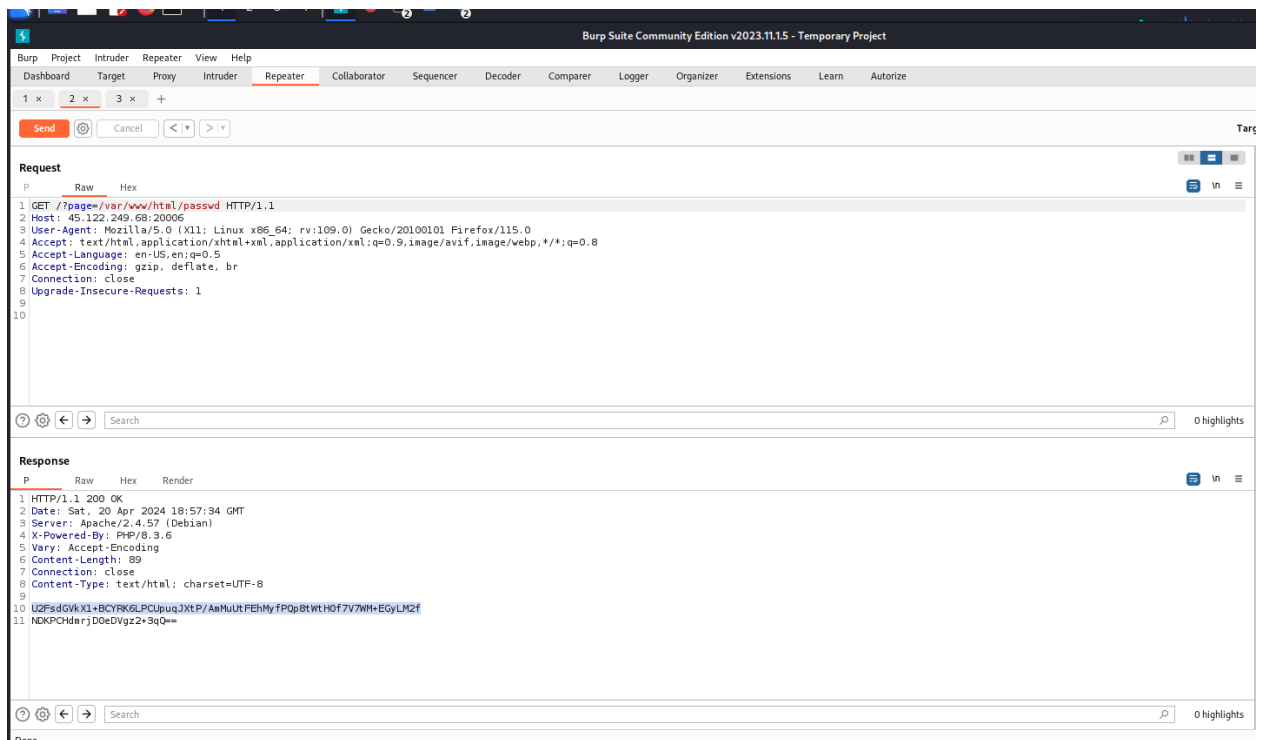 2
2
Burp Suite Community Edition v2023.11.1.5 - Temporary Project
Burp Project Intruder Repeater View Help
Dashboard Target Proxy Intruder Repeater Collaborator Sequencer Decoder Comparer Logger Organizer Extensions Learn Autorize
1 × 2 × 3 × +
Send Cancel < > Targ
Request
P Raw Hex
\n
1 GET /?page=/var/www/html/passwd HTTP/1.1
2 Host: 45.122.249.68:20006
3 User-Agent: Mozilla/5.0 (X11; Linux x86_64; rv:109.0) Gecko/20100101 Firefox/115.0
4 Accept: text/html,application/xhtml+xml,application/xml;q=0.9,image/avif,image/webp,*/*;q=0.8
5 Accept-Language: en-US,en;q=0.5
6 Accept-Encoding: gzip, deflate, br
7 Connection: close
8 Upgrade-Insecure-Requests: 1
9
10
Search 0 highlights
Response
P Raw Hex Render
\n
1 HTTP/1.1 200 OK
2 Date: Sat, 20 Apr 2024 18:57:34 GMT
3 Server: Apache/2.4.57 (Debian)
4 X-Powered-By: PHP/8.3.6
5 Vary: Accept-Encoding
6 Content-Length: 89
7 Connection: close
8 Content-Type: text/html; charset=UTF-8
9
10 U2FsdGVkX1+BCYRK6LPCUpuqJXtP/AmMuUtFEhMyfPQp8tWtH0f7V7WM+EGyLM2f
11 NDKPCHdmrjD0eDVgz2+3qQ==
Search 0 highlights